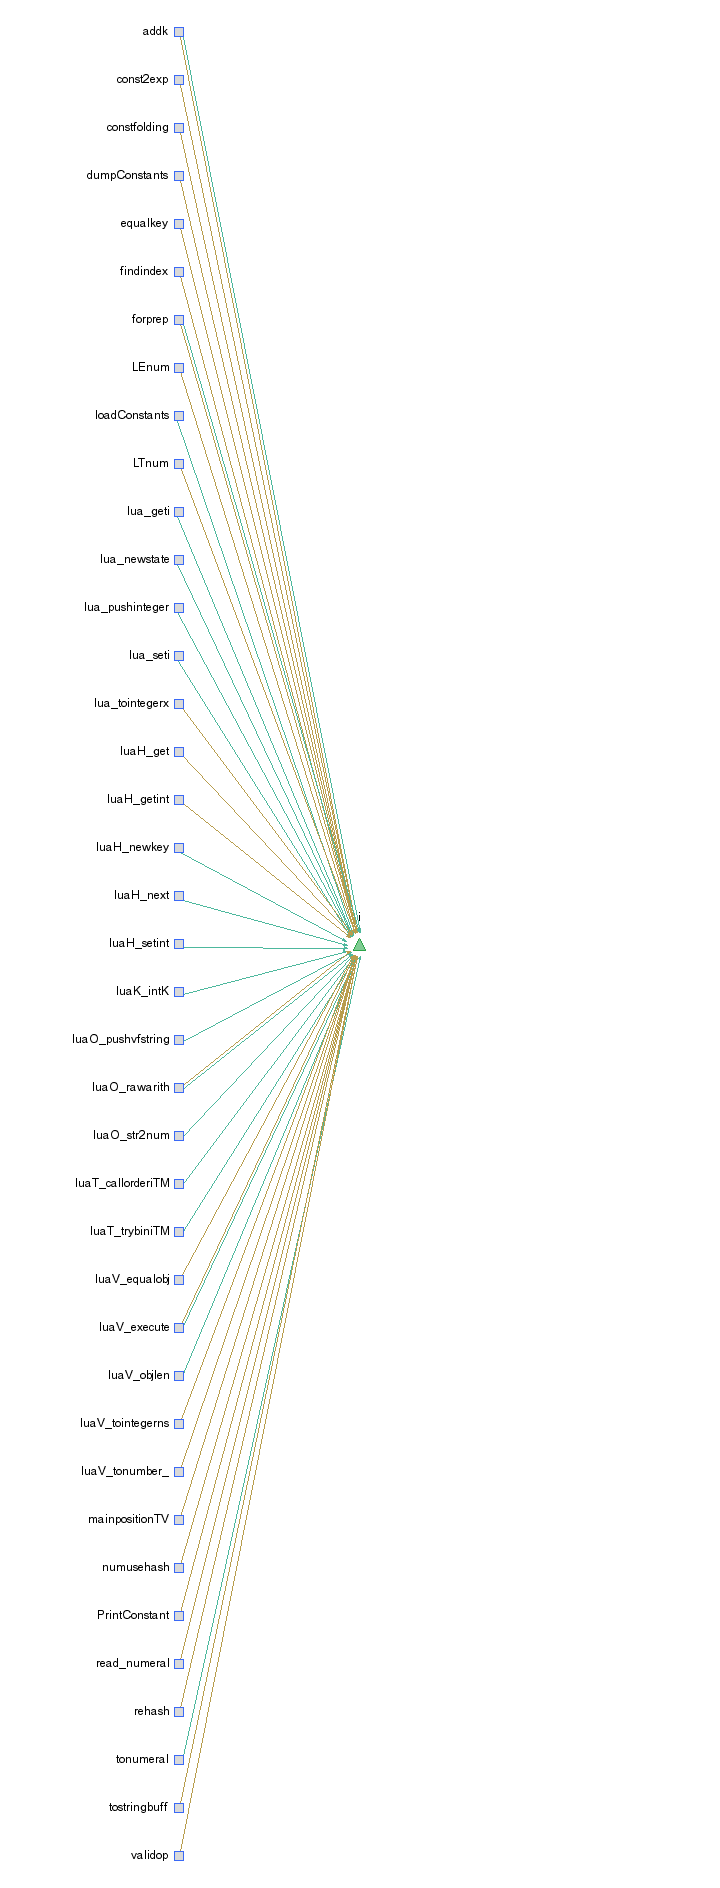 addk
const2exp
constfolding
dumpConstants
equalkey
findindex
forprep
LEnum
loadConstants
LTnum
lua_geti
lua_newstate
lua_pushinteger
lua_seti
lua_tointegerx
luaH_get
luaH_getint
luaH_newkey
luaH_next
i
luaH_setint
luaK_intK
luaO_pushvfstring
luaO_rawarith
luaO_str2num
luaT_callorderiTM
luaT_trybiniTM
luaV_equalobj
luaV_execute
luaV_objlen
luaV_tointegerns
luaV_tonumber_
mainpositionTV
numusehash
PrintConstant
read_numeral
rehash
tonumeral
tostringbuff
validop